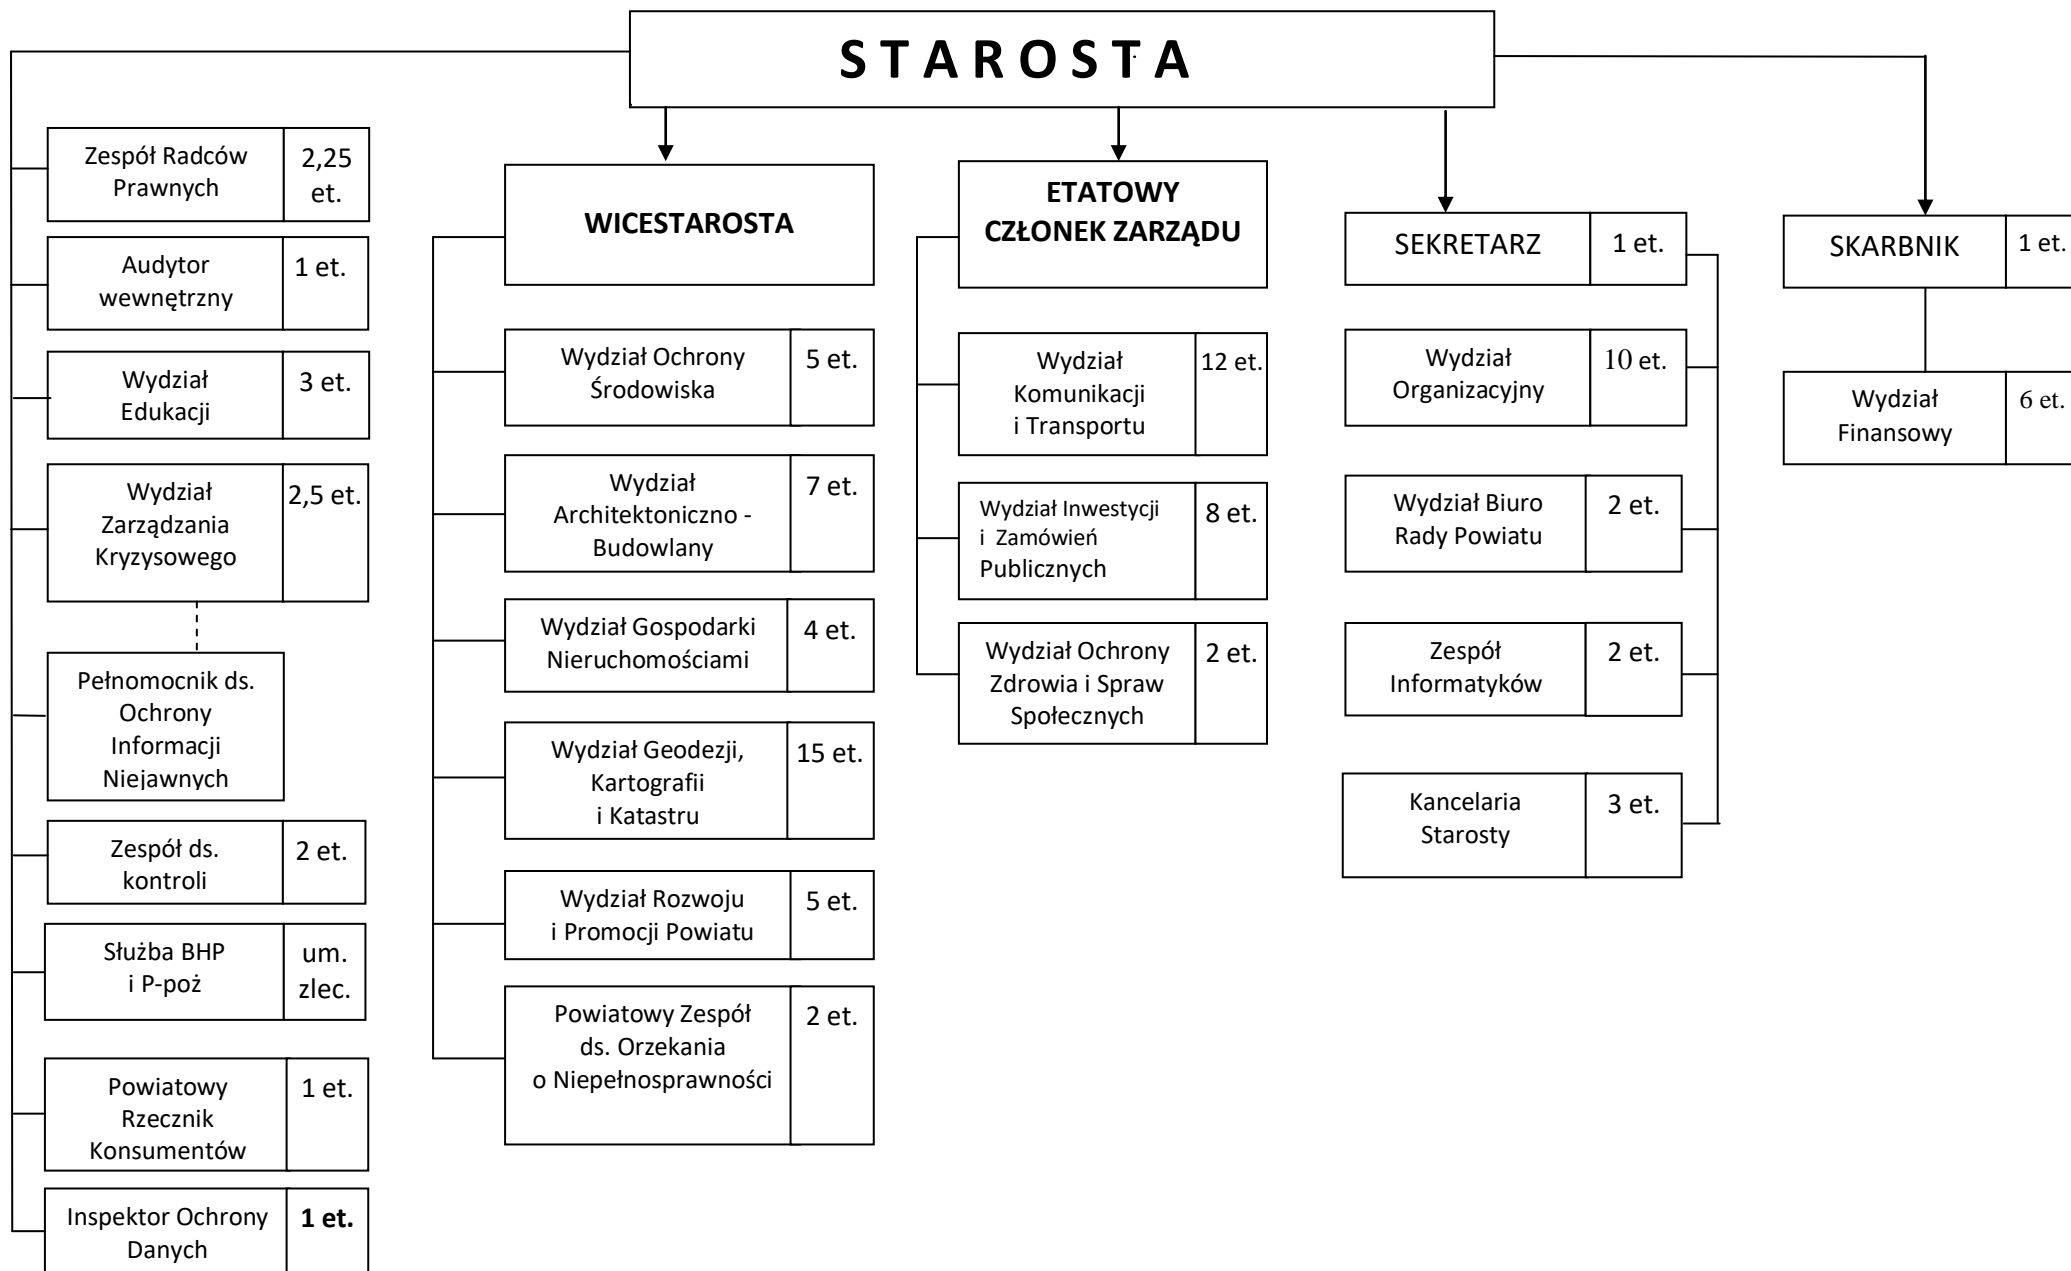 S T A R O S T A
Zespół Radców
Prawnych
2,25
et.
Audytor
wewnętrzny
1 et.
Wydział
Edukacji
3 et.
Wydział
Zarządzania
Kryzysowego
2,5 et.
Pełnomocnik ds.
Ochrony
Informacji
Niejawnych
Zespół ds.
kontroli
2 et.
Służba BHP
i P-poż
um.
zlec.
Powiatowy
Rzecznik
Konsumentów
1 et.
Inspektor Ochrony
Danych
1 et.
WICESTAROSTA
Wydział Ochrony
Środowiska
5 et.
Wydział
Architektoniczno -
Budowlany
7 et.
Wydział Gospodarki
Nieruchomościami
4 et.
Wydział Geodezji,
Kartografii
i Katastru
15 et.
Wydział Rozwoju
i Promocji Powiatu
5 et.
Powiatowy Zespół
ds. Orzekania
o Niepełnosprawności
2 et.
ETATOWY
CZŁONEK ZARZĄDU
Wydział
Komunikacji
i Transportu
12 et.
Wydział Inwestycji
i Zamówień
Publicznych
8 et.
Wydział Ochrony
Zdrowia i Spraw
Społecznych
2 et.
SEKRETARZ
1 et.
Wydział
Organizacyjny
10 et.
Wydział Biuro
Rady Powiatu
2 et.
Zespół
Informatyków
2 et.
Kancelaria
Starosty
3 et.
SKARBNIK
1 et.
Wydział
Finansowy
6 et.